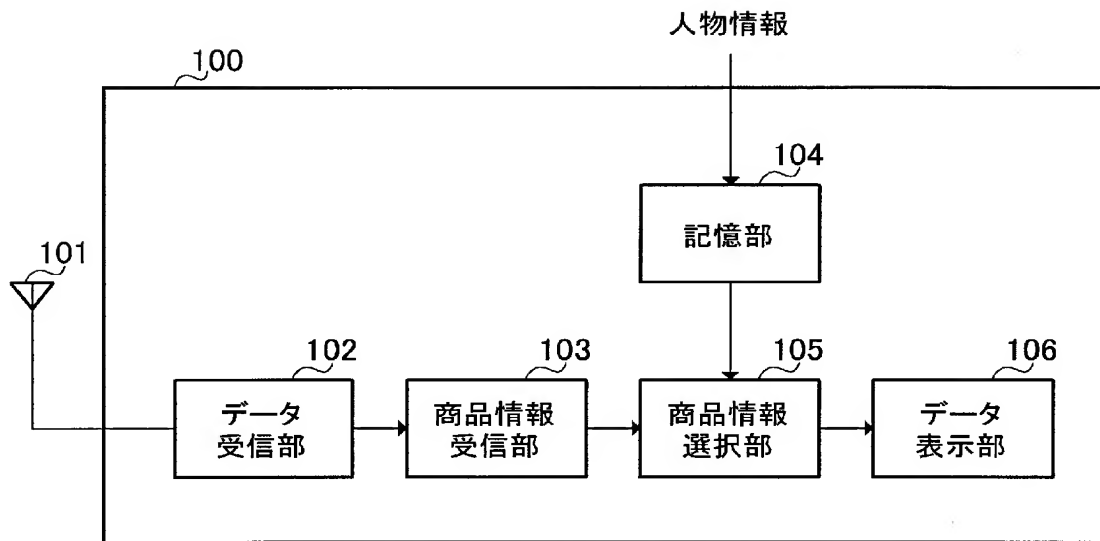 人物情報
100
104
記憶部
101
102
103
105
106
データ
受信部
商品情報
受信部
商品情報
選択部
データ
表示部